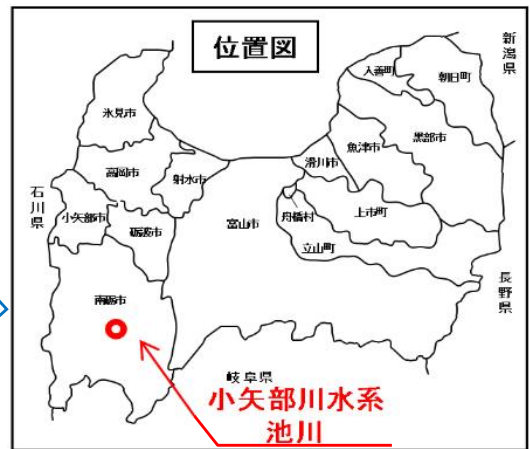 位置図
新潟県
入善町
朝日町
氷見市
黒部市
魚津市
滑川市
高岡市
射水市
石川県
小矢部市
砺波市
富山市
舟橋村
上市町
立山町
長野県
南砺市
岐阜県
小矢部川水系
池川